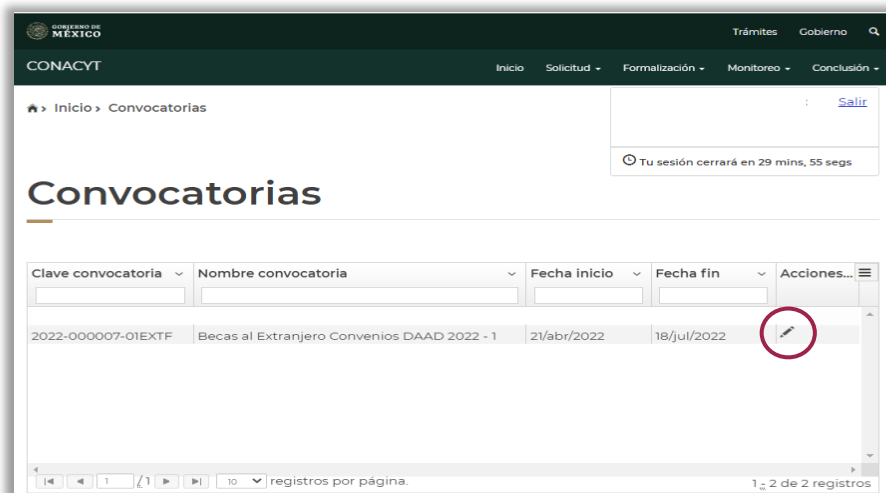 GOBIERNO DE
MÉXICO
Trámites Gobierno
CONACYT
Inicio Solicitud Formalización Monitoreo Conclusión
> Inicio > Convocatorias
: Salir
Tu sesión cerrará en 29 mins, 55 segs
Convocatorias
Clave convocatoria Nombre convocatoria Fecha inicio Fecha fin Acciones...
2022-000007-01EXTF Becas al Extranjero Convenios DAAD 2022 - 1 21/abr/2022 18/jul/2022
1 / 1 10 registros por página.
1 - 2 de 2 registros